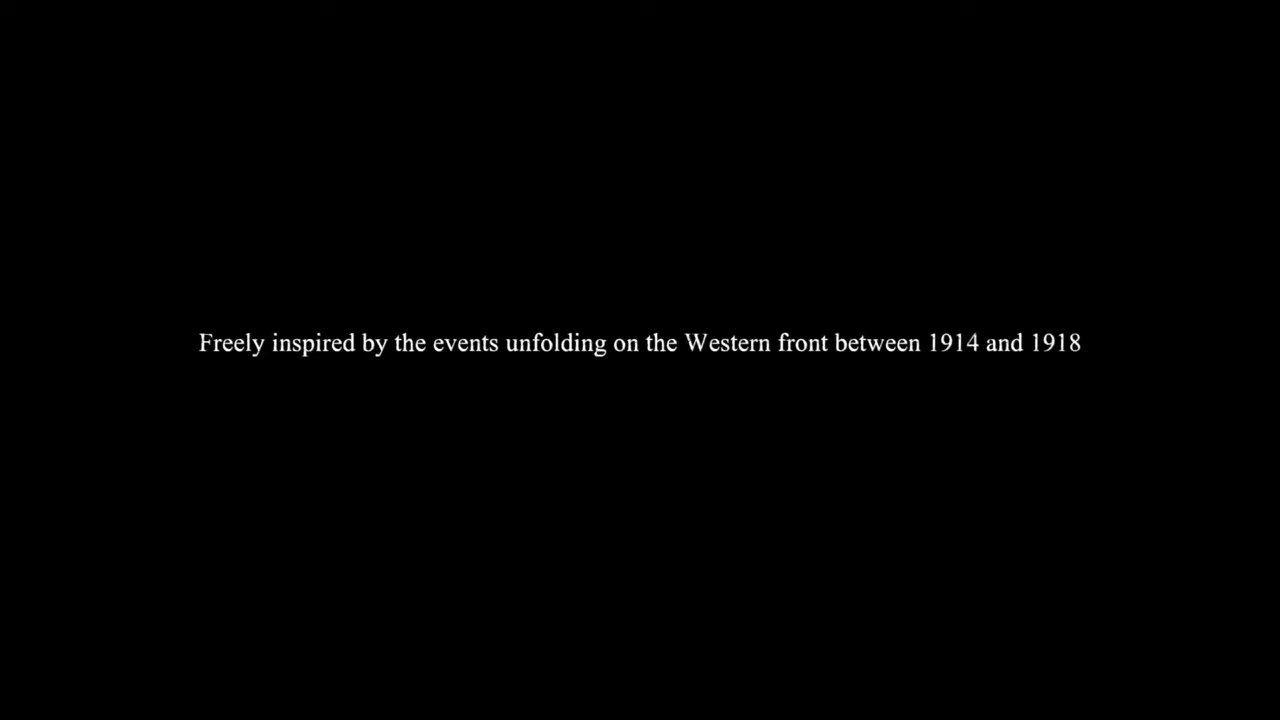 Freely inspired by the events unfolding on the Western front between 1914 and 1918